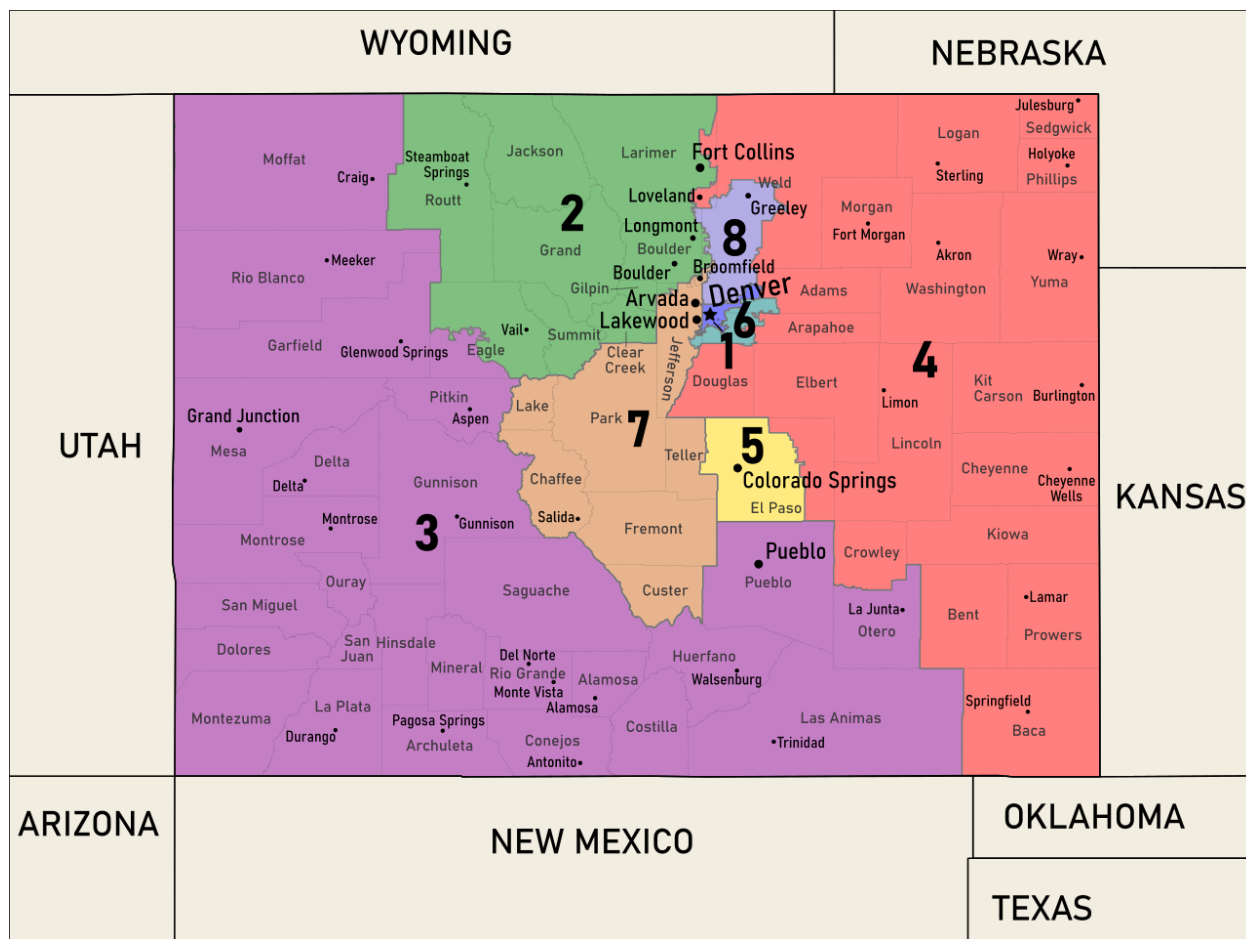 WYOMING
NEBRASKA
Julesburg
Sedgwick
Logan
Holyoke
Phillips
Sterling
Moffat
Craig
Steamboat
Springs
Routt
Jackson
Larimer
Fort Collins
Loveland
Weld
Greeley
2
Longmont
8
Morgan
Fort Morgan
Grand
Boulder
Boulder
Broomfield
Akron
Wray
Meeker
Rio Blanco
Gilpin
Denver
Adams
Washington
Yuma
Arvada
Lakewood
6
Arapahoe
Vail
Summit
Garfield
Glenwood Springs
Eagle
Clear
Creek
Jefferson
1
4
Douglas
Elbert
Limon
Kit
Carson
Burlington
Pitkin
Aspen
Lake
Park
7
Grand Junction
Mesa
UTAH
Delta
Delta
Gunnison
Chaffee
Teller
5
Colorado Springs
El Paso
Lincoln
Cheyenne
Cheyenne
Wells
KANSAS
Montrose
Montrose
3
Gunnison
Salida
Fremont
Kiowa
Pueblo
Pueblo
Crowley
Ouray
San Miguel
Saguache
Custer
La Junta
Otero
Bent
Lamar
Prowers
Dolores
San
Juan
Hinsdale
Mineral
Del Norte
Rio Grande
Monte Vista
Alamosa
Alamosa
Huerfano
Walsenburg
Springfield
Baca
Montezuma
La Plata
Durango
Pagosa Springs
Archuleta
Conejos
Antonito
Costilla
Las Animas
Trinidad
ARIZONA
NEW MEXICO
OKLAHOMA
TEXAS